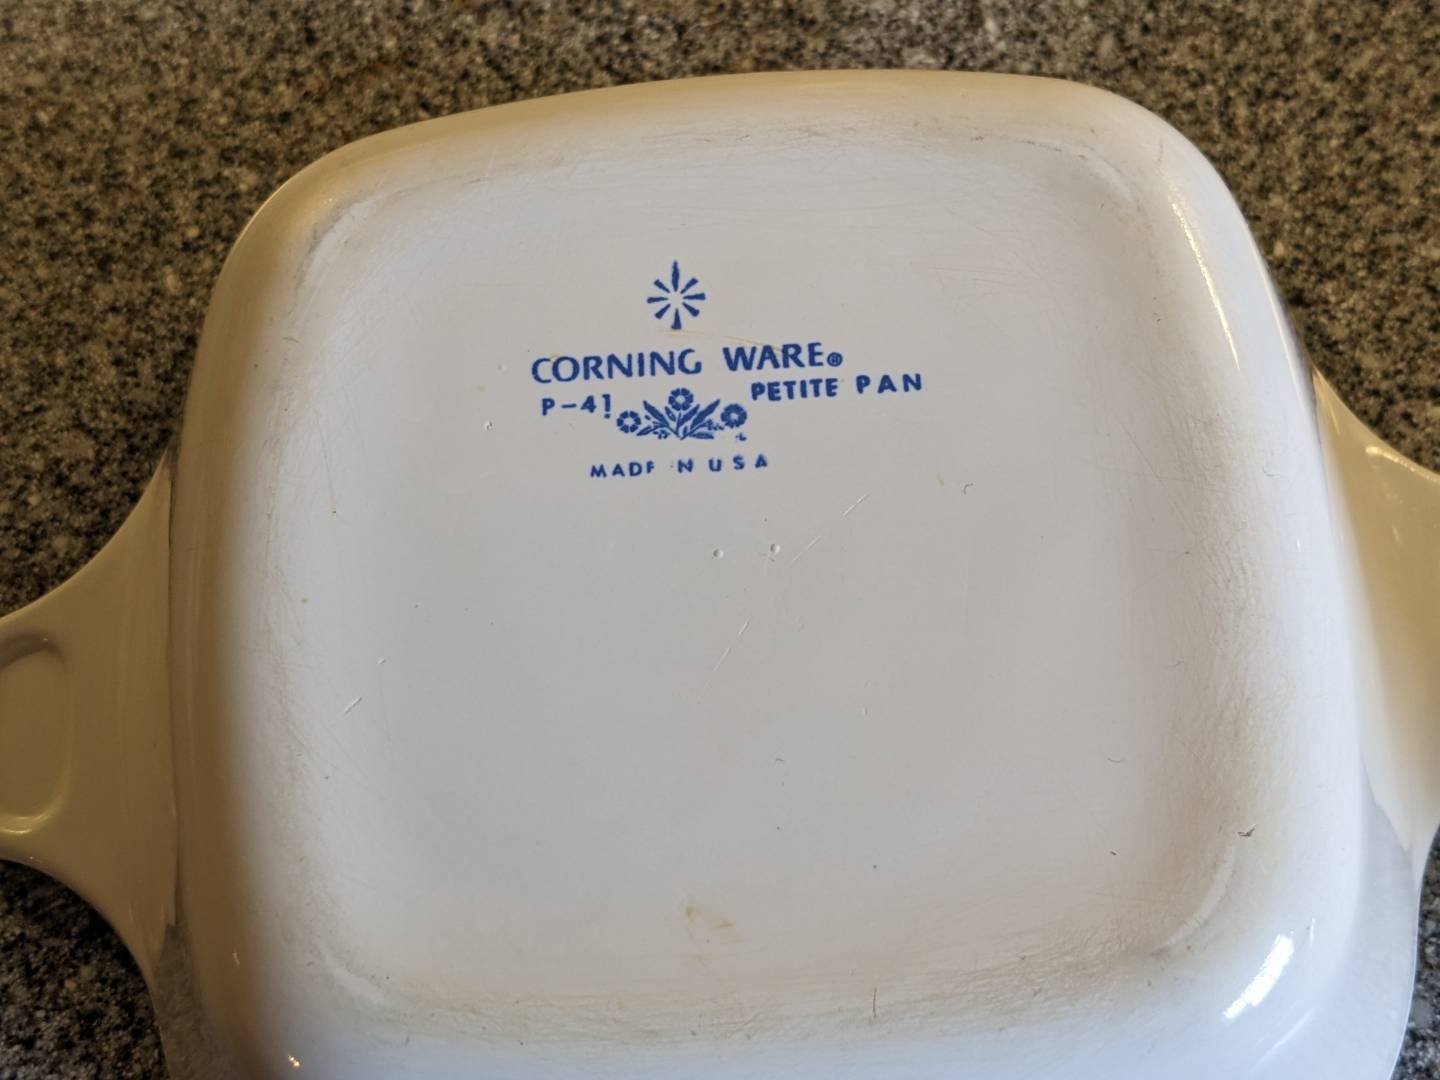 CORNING WARE®
P-41 PETITE PAN
MADE IN USA